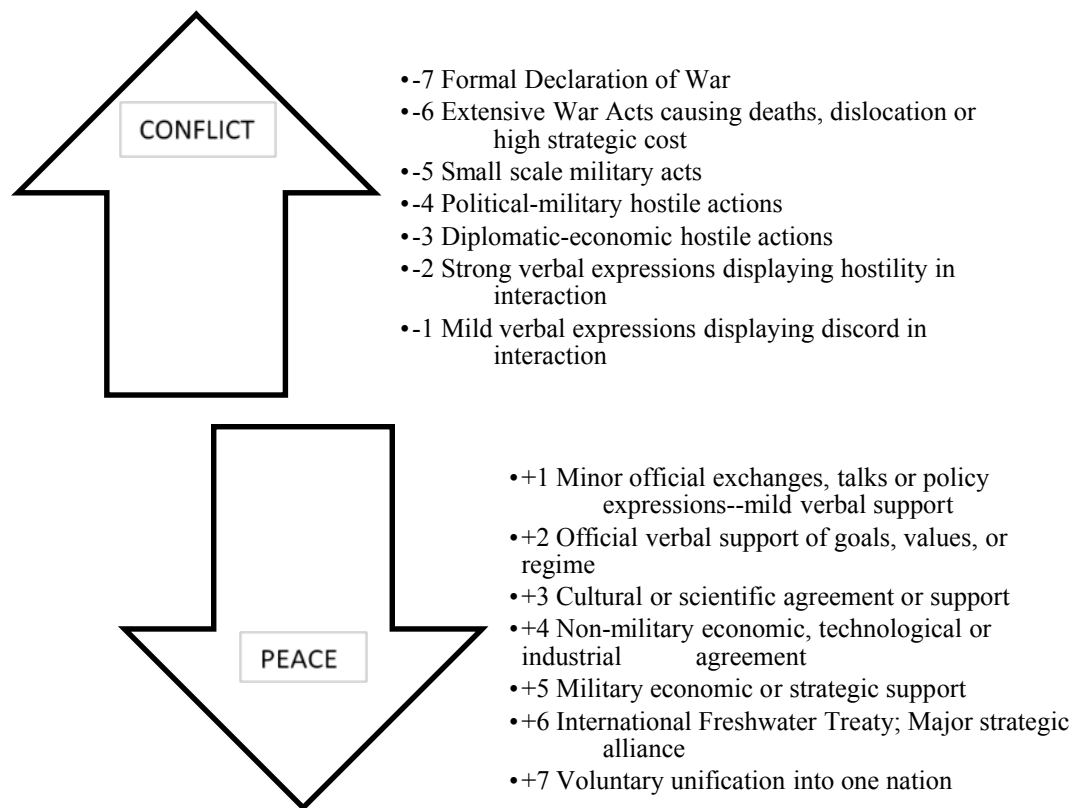 CONFLICT
•-7 Formal Declaration of War
•-6 Extensive War Acts causing deaths, dislocation or
high strategic cost
•-5 Small scale military acts
•-4 Political-military hostile actions
•-3 Diplomatic-economic hostile actions
•-2 Strong verbal expressions displaying hostility in
interaction
•-1 Mild verbal expressions displaying discord in
interaction
PEACE
•+1 Minor official exchanges, talks or policy
expressions--mild verbal support
•+2 Official verbal support of goals, values, or
regime
•+3 Cultural or scientific agreement or support
•+4 Non-military economic, technological or
industrial agreement
•+5 Military economic or strategic support
•+6 International Freshwater Treaty; Major strategic
alliance
•+7 Voluntary unification into one nation